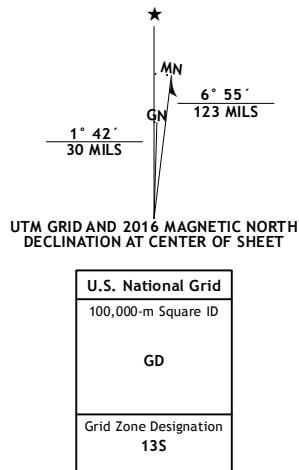 ★
MN
GN
6° 55´
123 MILS
1° 42´
30 MILS
UTM GRID AND 2016 MAGNETIC NORTH
DECLINATION AT CENTER OF SHEET
U.S. National Grid
100,000-m Square ID
GD
Grid Zone Designation
13S